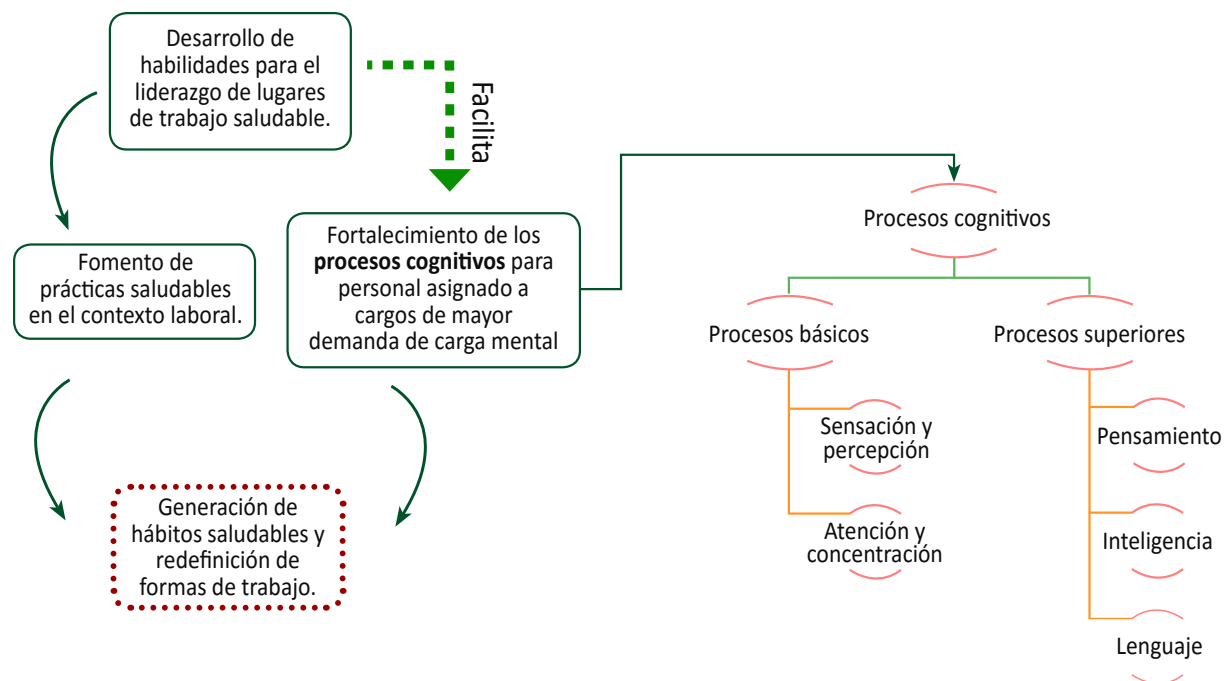 Desarrollo de
habilidades para el
liderazgo de lugares
de trabajo saludable.
Facilita
Fomento de
prácticas saludables
en el contexto laboral.
Fortalecimiento de los
procesos cognitivos para
personal asignado a
cargos de mayor
demanda de carga mental
Generación de
hábitos saludables y
redefinición de
formas de trabajo.
Procesos cognitivos
Procesos básicos
Sensación y
percepción
Atención y
concentración
Procesos superiores
Pensamiento
Inteligencia
Lenguaje